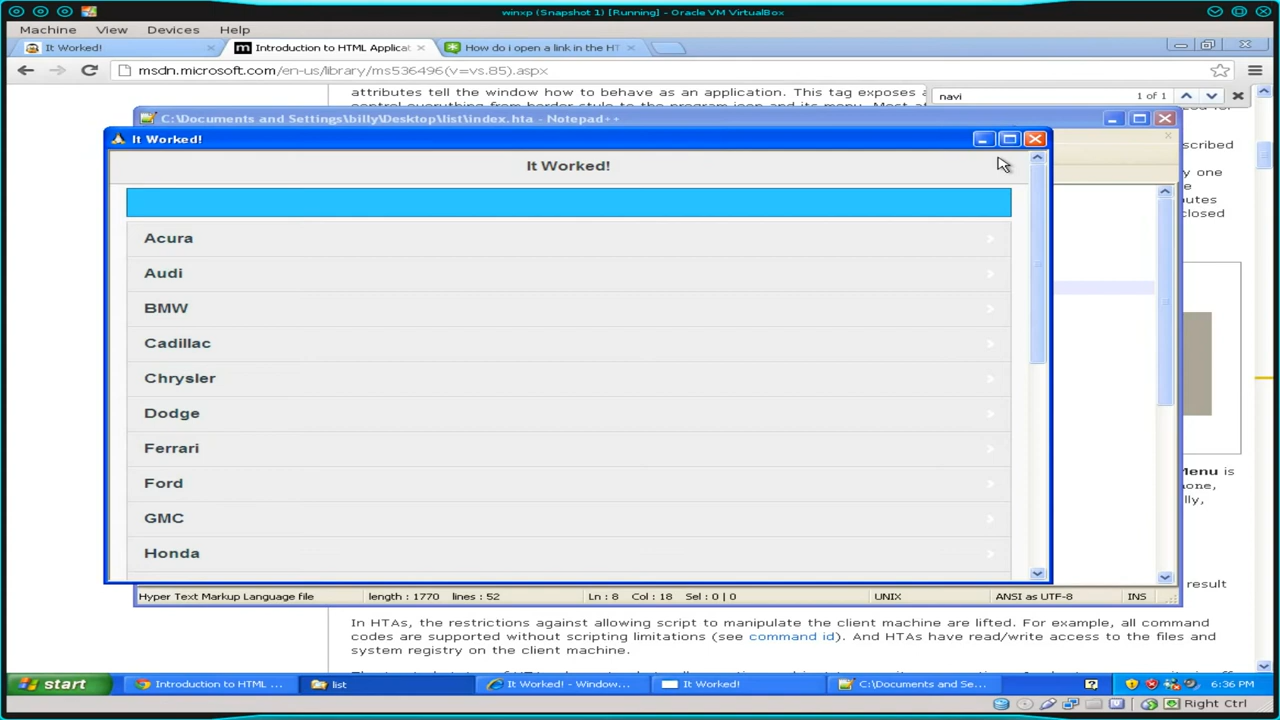 winxp (Snapshot 1) [Running] - Oracle VM VirtualBox
Machine View Devices Help
It Worked! Introduction to HTML Applicat How do i open a link in the HT
msdn.microsoft.com/en-us/library/ms536496(v=vs.85).aspx
attributes tell the window how to behave as an application. This tag exposes a
navi 1 of 1
C:\Documents and Settings\billy\Desktop\list\index.hta - Notepad++
It Worked!
It Worked!
scribed
y one
e
butes
closed
Acura
Audi
BMW
Cadillac
Chrysler
Dodge
Ferrari
Ford
GMC
Honda
Menu is
one,
lly,
result
Hyper Text Markup Language file length : 1770 lines : 52 Ln : 8 Col : 18 Sel : 0 | 0 UNIX ANSI as UTF-8 INS
In HTAs, the restrictions against allowing script to manipulate the client machine are lifted. For example, all command
codes are supported without scripting limitations (see command id). And HTAs have read/write access to the files and
system registry on the client machine.
start Introduction to HTML ... list It Worked! - Window... It Worked! C:\Documents and Se... 6:36 PM
Right Ctrl